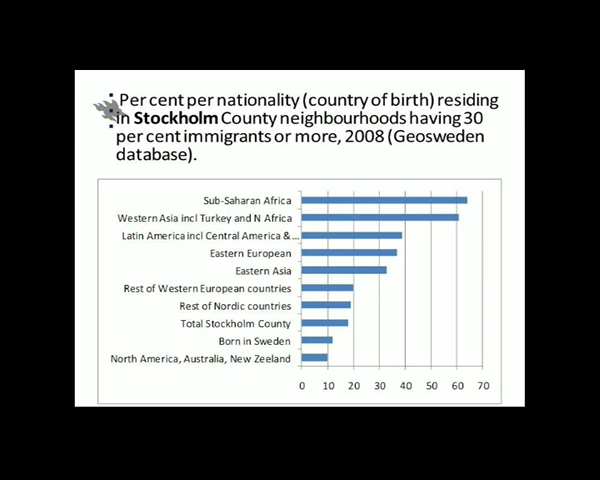 Per cent per nationality (country of birth) residing
in Stockholm County neighbourhoods having 30
per cent immigrants or more, 2008 (Geosweden
database).
Sub-Saharan Africa
Western Asia incl Turkey and N Africa
Latin America incl Central America &...
Eastern European
Eastern Asia
Rest of Western European countries
Rest of Nordic countries
Total Stockholm County
Born in Sweden
North America, Australia, New Zeeland
0 10 20 30 40 50 60 70